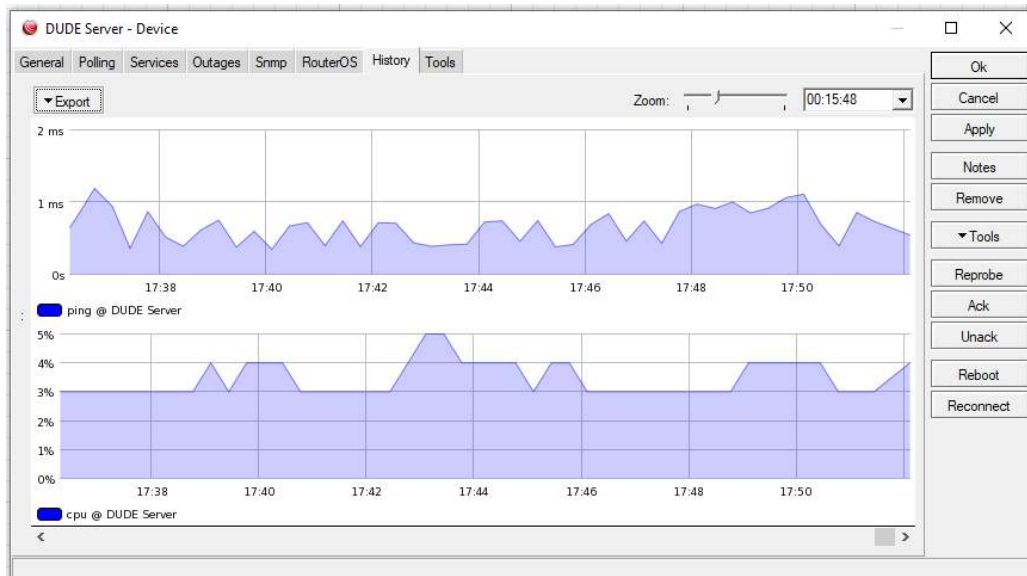 DUDE Server - Device
General Polling Services Outages Snmp RouterOS History Tools
Export
Zoom: 00:15:48
2 ms
1 ms
0s
17:38 17:40 17:42 17:44 17:46 17:48 17:50
ping @ DUDE Server
5%
4%
3%
2%
1%
0%
17:38 17:40 17:42 17:44 17:46 17:48 17:50
cpu @ DUDE Server
Ok
Cancel
Apply
Notes
Remove
Tools
Reprobe
Ack
Unack
Reboot
Reconnect